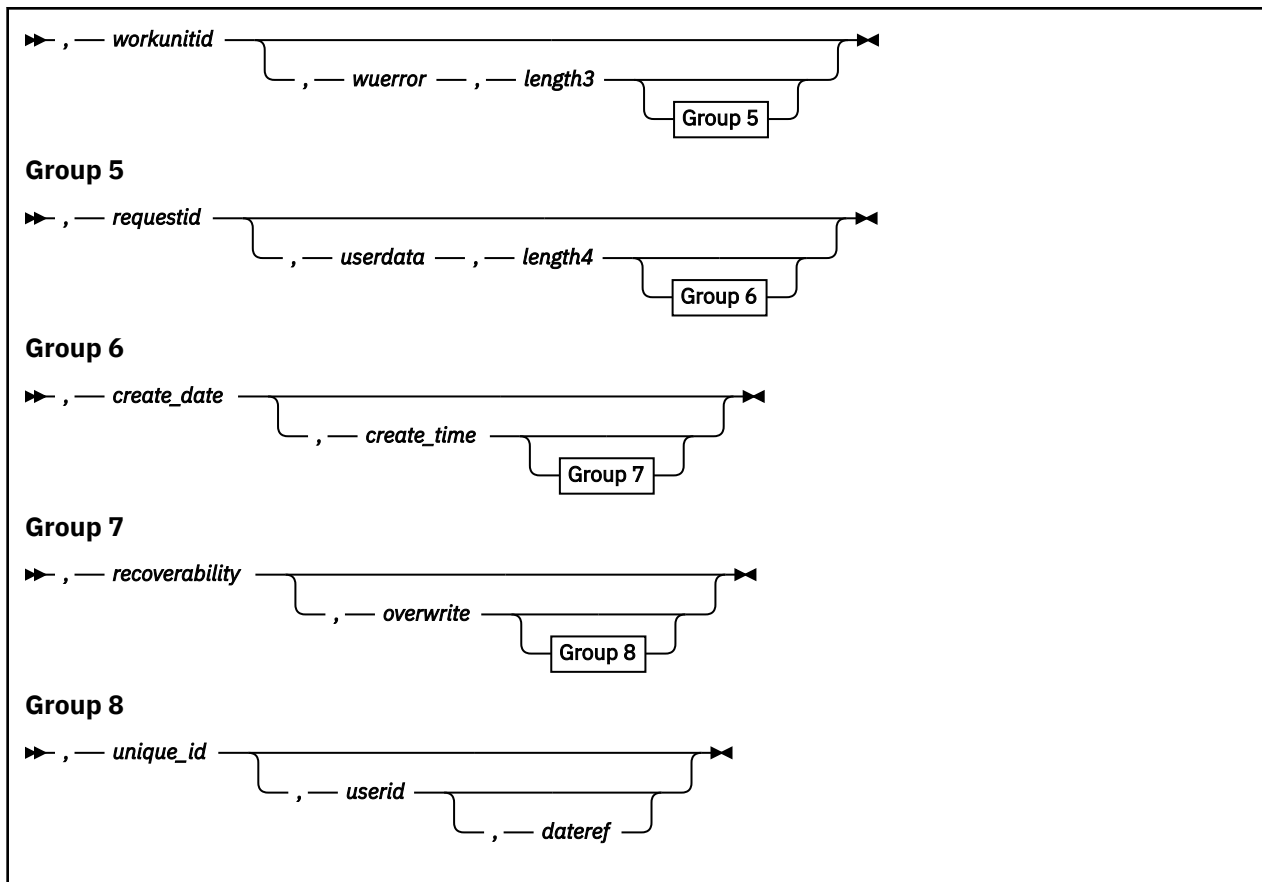 , workunitid
, wuerror , length3
Group 5
Group 5
, requestid
, userdata , length4
Group 6
Group 6
, create_date
, create_time
Group 7
Group 7
, recoverability
, overwrite
Group 8
Group 8
, unique_id
, userid
, dateref